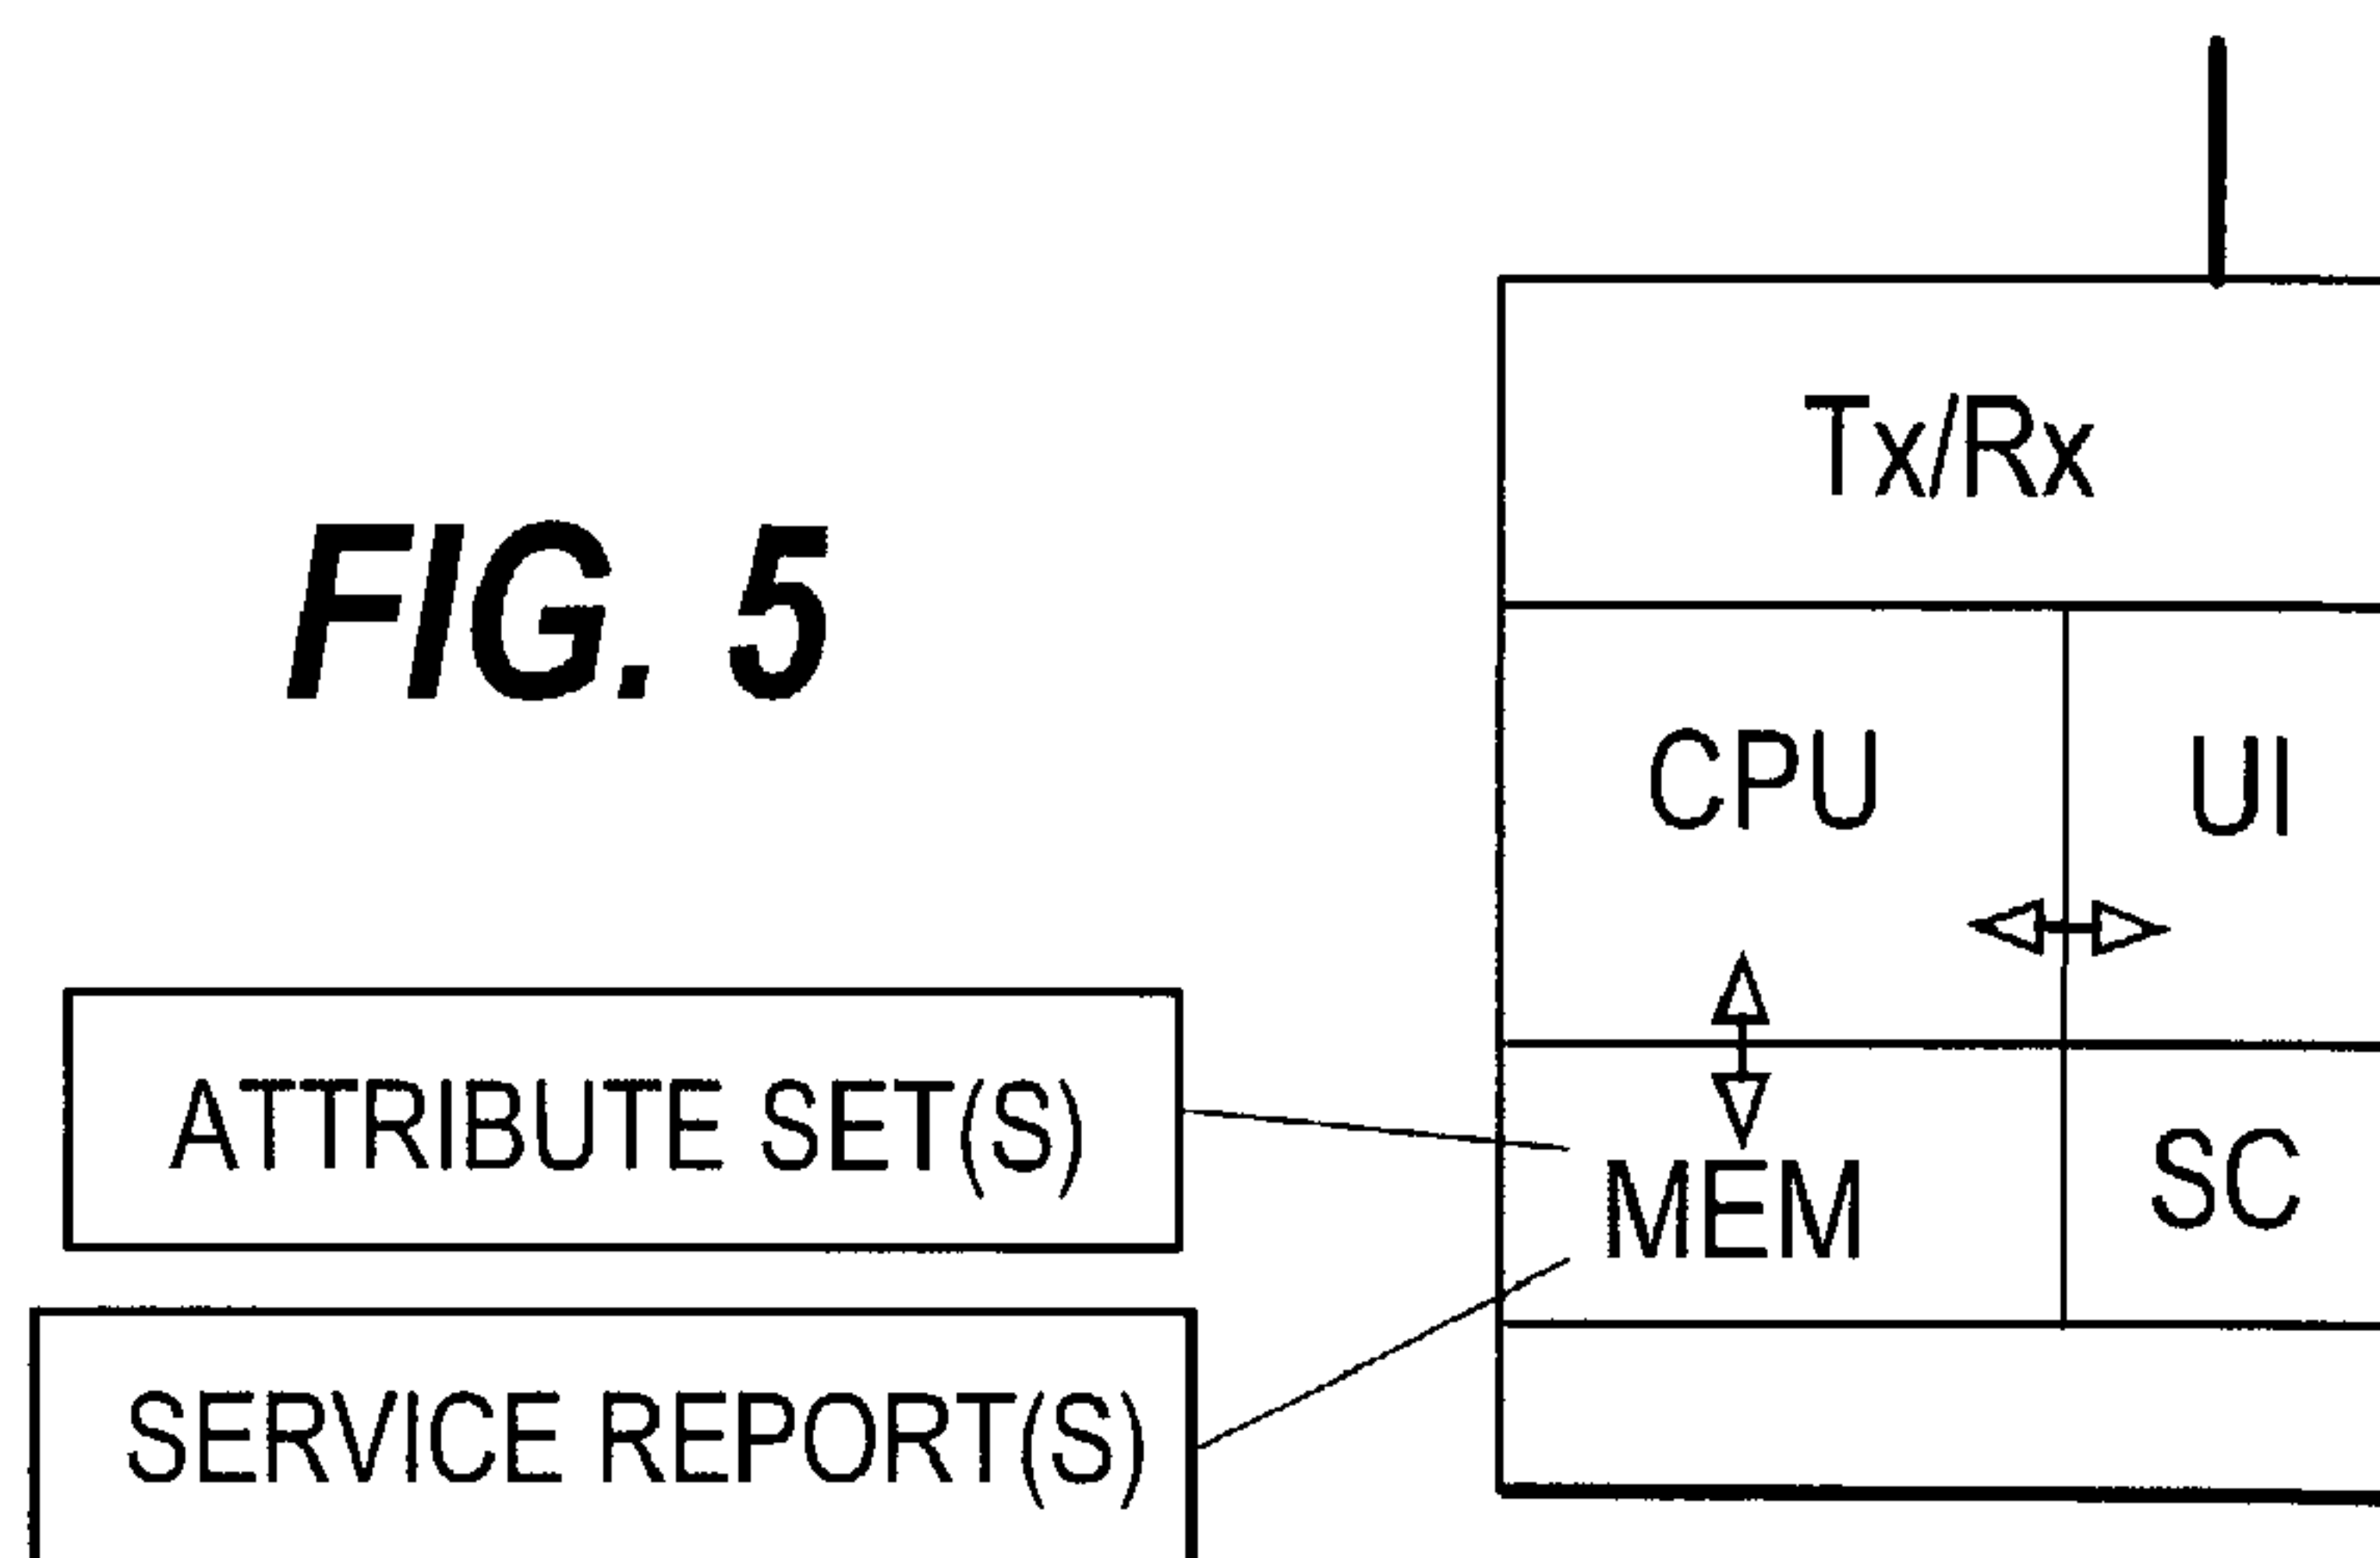 Tx/Rx
FIG. 5
CPU
UI
ATTRIBUTE SET(S)
MEM
SC
SERVICE REPORT(S)